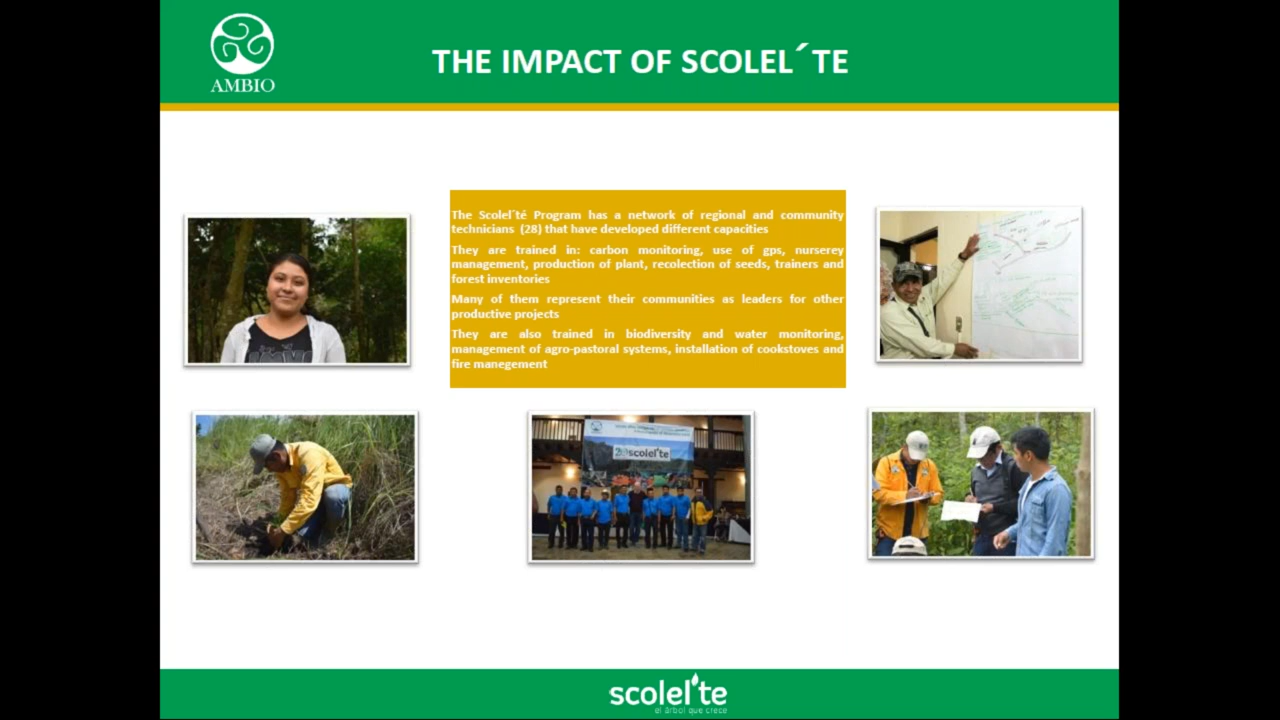 AMBIO
THE IMPACT OF SCOLEL´TE
The Scolel´té Program has a network of regional and community
technicians (28) that have developed different capacities
They are trained in: carbon monitoring, use of gps, nurserey
management, production of plant, recolection of seeds, trainers and
forest inventories
Many of them represent their communities as leaders for other
productive projects
They are also trained in biodiversity and water monitoring,
management of agro-pastoral systems, installation of cookstoves and
fire manegement
scolel'te
scolel'te
el árbol que crece